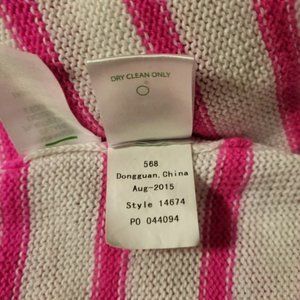 DRY CLEAN ONLY
568
Dongguan, China
Aug-2015
Style 14674
PO 044094